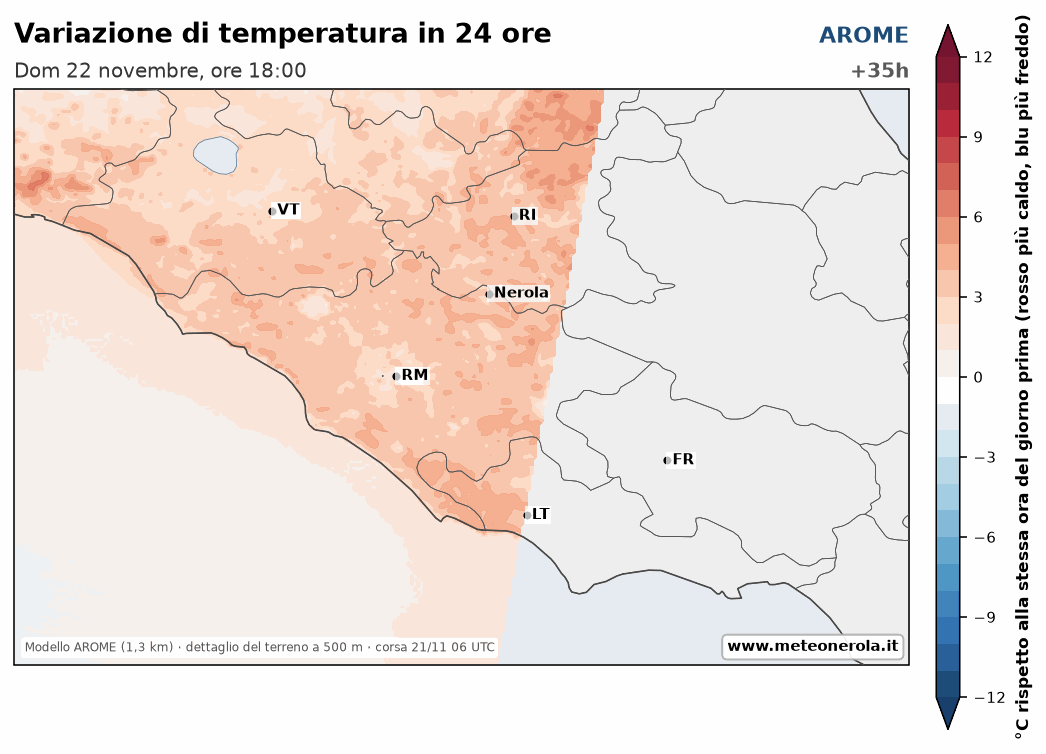 Variazione di temperatura in 24 ore
AROME
Dom 22 novembre, ore 18:00
+35h
VT
RI
Nerola
RM
FR
LT
Modello AROME (1,3 km) · dettaglio del terreno a 500 m · corsa 21/11 06 UTC
www.meteonerola.it
12
9
6
3
0
−3
−6
−9
−12
°C rispetto alla stessa ora del giorno prima (rosso più caldo, blu più freddo)